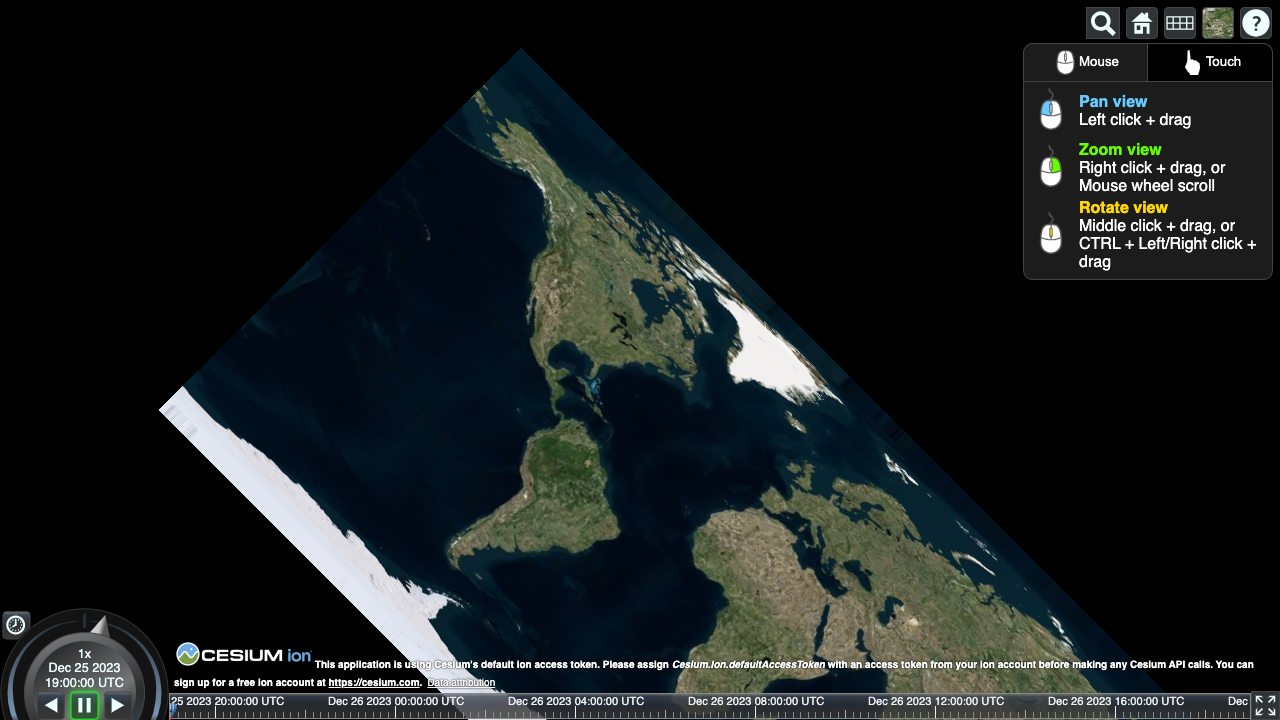 Mouse
Touch
Pan view
Left click + drag
Zoom view
Right click + drag, or
Mouse wheel scroll
Rotate view
Middle click + drag, or
CTRL + Left/Right click +
drag
1x
Dec 25 2023
19:00:00 UTC
CESIUM ion
This application is using Cesium's default ion access token. Please assign Cesium.Ion.defaultAccessToken with an access token from your ion account before making any Cesium API calls. You can
sign up for a free ion account at https://cesium.com. Data attribution
25 2023 20:00:00 UTC Dec 26 2023 00:00:00 UTC Dec 26 2023 04:00:00 UTC Dec 26 2023 08:00:00 UTC Dec 26 2023 12:00:00 UTC Dec 26 2023 16:00:00 UTC Dec